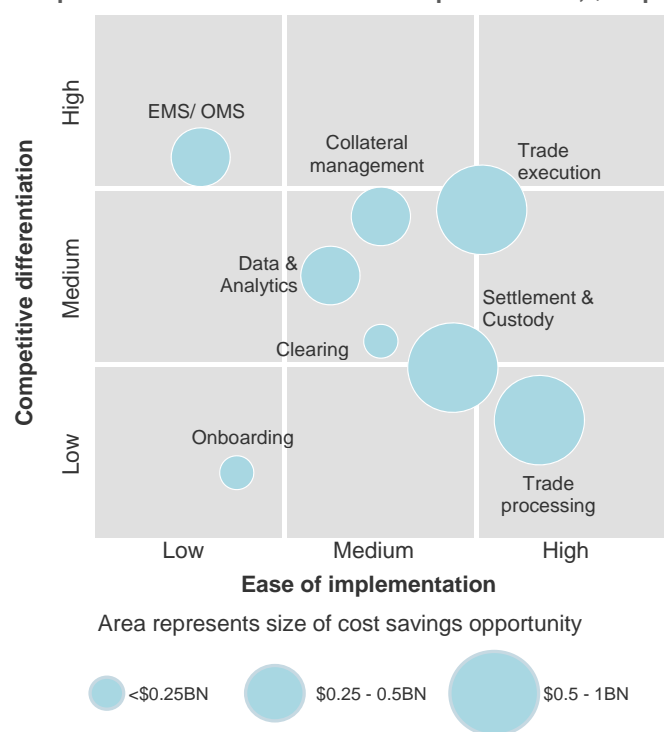 High
Medium
Low
Competitive differentiation
EMS/ OMS
Collateral
management
Trade
execution
Data &
Analytics
Settlement &
Custody
Clearing
Onboarding
Trade
processing
Low
Medium
High
Ease of implementation
Area represents size of cost savings opportunity
<$0.25BN
$0.25 - 0.5BN
$0.5 - 1BN